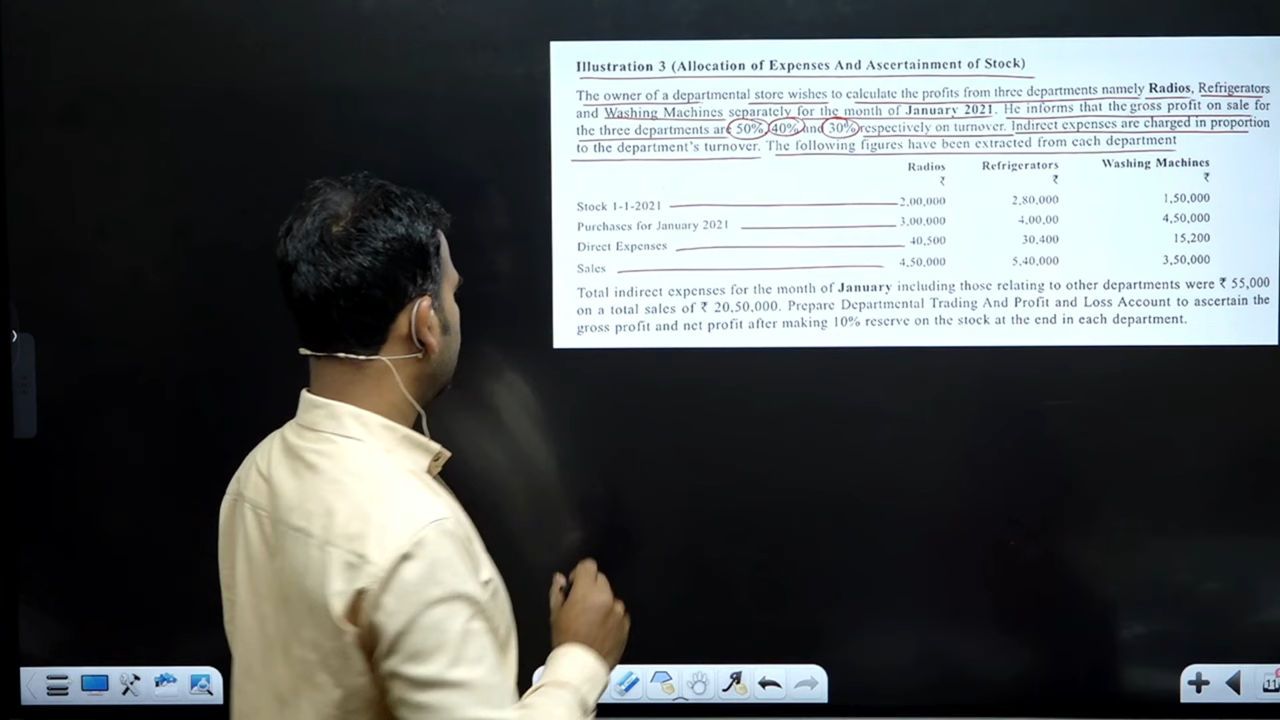 Illustration 3 (Allocation of Expenses And Ascertainment of Stock)
The owner of a departmental store wishes to calculate the profits from three departments namely Radios, Refrigerators
and Washing Machines separately for the month of January 2021. He informs that the gross profit on sale for
the three departments are 50% 40% and 30% respectively on turnover. Indirect expenses are charged in proportion
to the department's turnover. The following figures have been extracted from each department
Radios Refrigerators Washing Machines
₹ ₹ ₹
Stock 1-1-2021 2,00,000 2,80,000 1,50,000
Purchases for January 2021 3,00,000 4,00,00 4,50,000
Direct Expenses 40,500 30,400 15,200
Sales 4,50,000 5,40,000 3,50,000
Total indirect expenses for the month of January including those relating to other departments were ₹ 55,000
on a total sales of ₹ 20,50,000. Prepare Departmental Trading And Profit and Loss Account to ascertain the
gross profit and net profit after making 10% reserve on the stock at the end in each department.